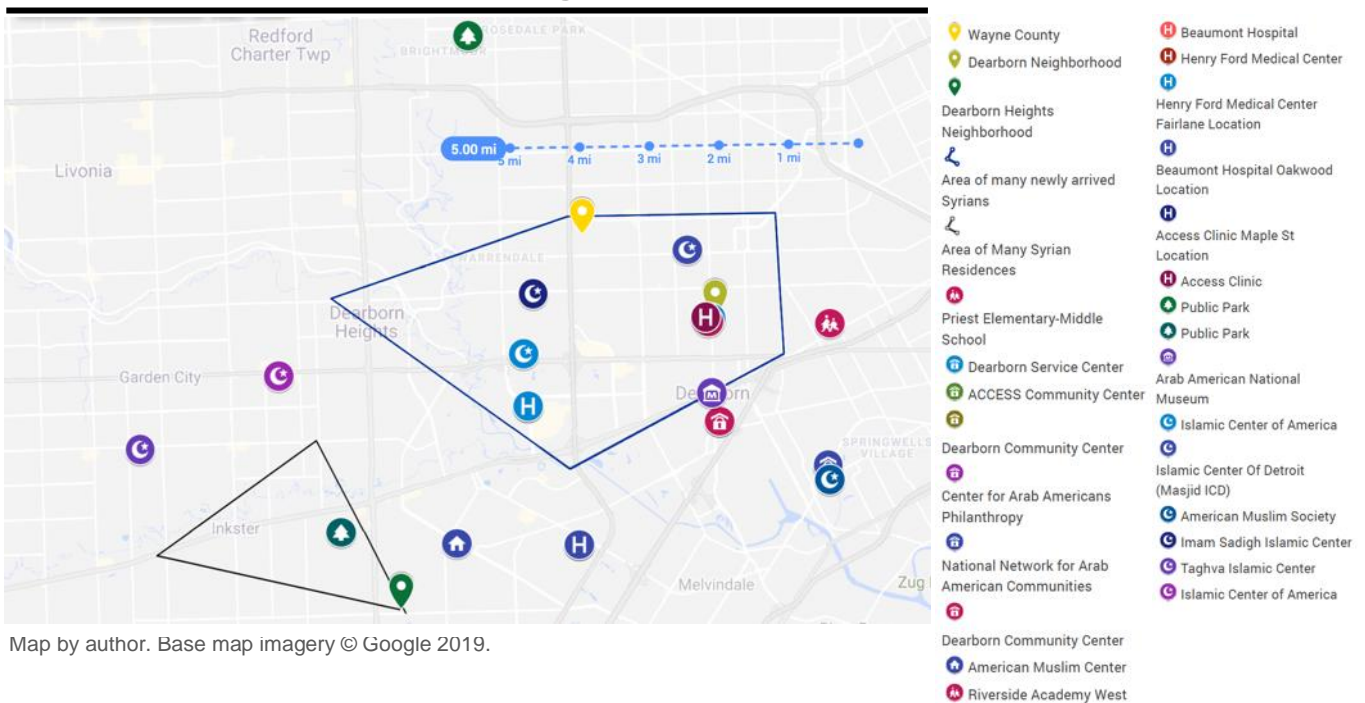 Redford
Charter Twp
ROSEDALE PARK
BRIGHTMOOR
Livonia
5.00 mi
5 mi
4 mi
3 mi
2 mi
1 mi
WARRENDALE
Dearborn
Heights
Garden City
Dearborn
SPRINGWELLS
VILLAGE
Inkster
Melvindale
Zug
Map by author. Base map imagery © Google 2019.
Wayne County
Dearborn Neighborhood
Dearborn Heights
Neighborhood
Area of many newly arrived
Syrians
Area of Many Syrian
Residences
Priest Elementary-Middle
School
Dearborn Service Center
ACCESS Community Center
Dearborn Community Center
Center for Arab Americans
Philanthropy
National Network for Arab
American Communities
Dearborn Community Center
American Muslim Center
Riverside Academy West
Beaumont Hospital
Henry Ford Medical Center
Henry Ford Medical Center
Fairlane Location
Beaumont Hospital Oakwood
Location
Access Clinic Maple St
Location
Access Clinic
Public Park
Public Park
Arab American National
Museum
Islamic Center of America
Islamic Center Of Detroit
(Masjid ICD)
American Muslim Society
Imam Sadigh Islamic Center
Taghva Islamic Center
Islamic Center of America